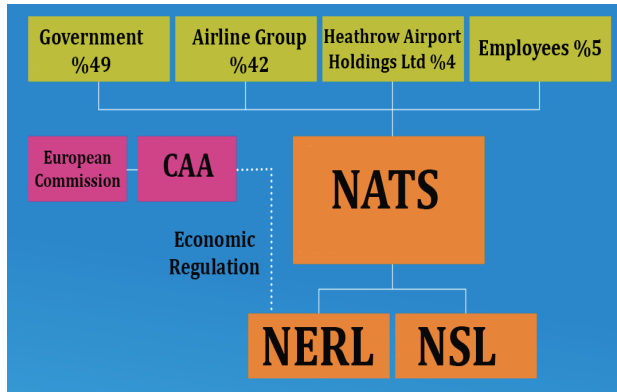 Government
%49
Airline Group
%42
Heathrow Airport
Holdings Ltd %4
Employees %5
European
Commission
CAA
NATS
Economic
Regulation
NERL
NSL